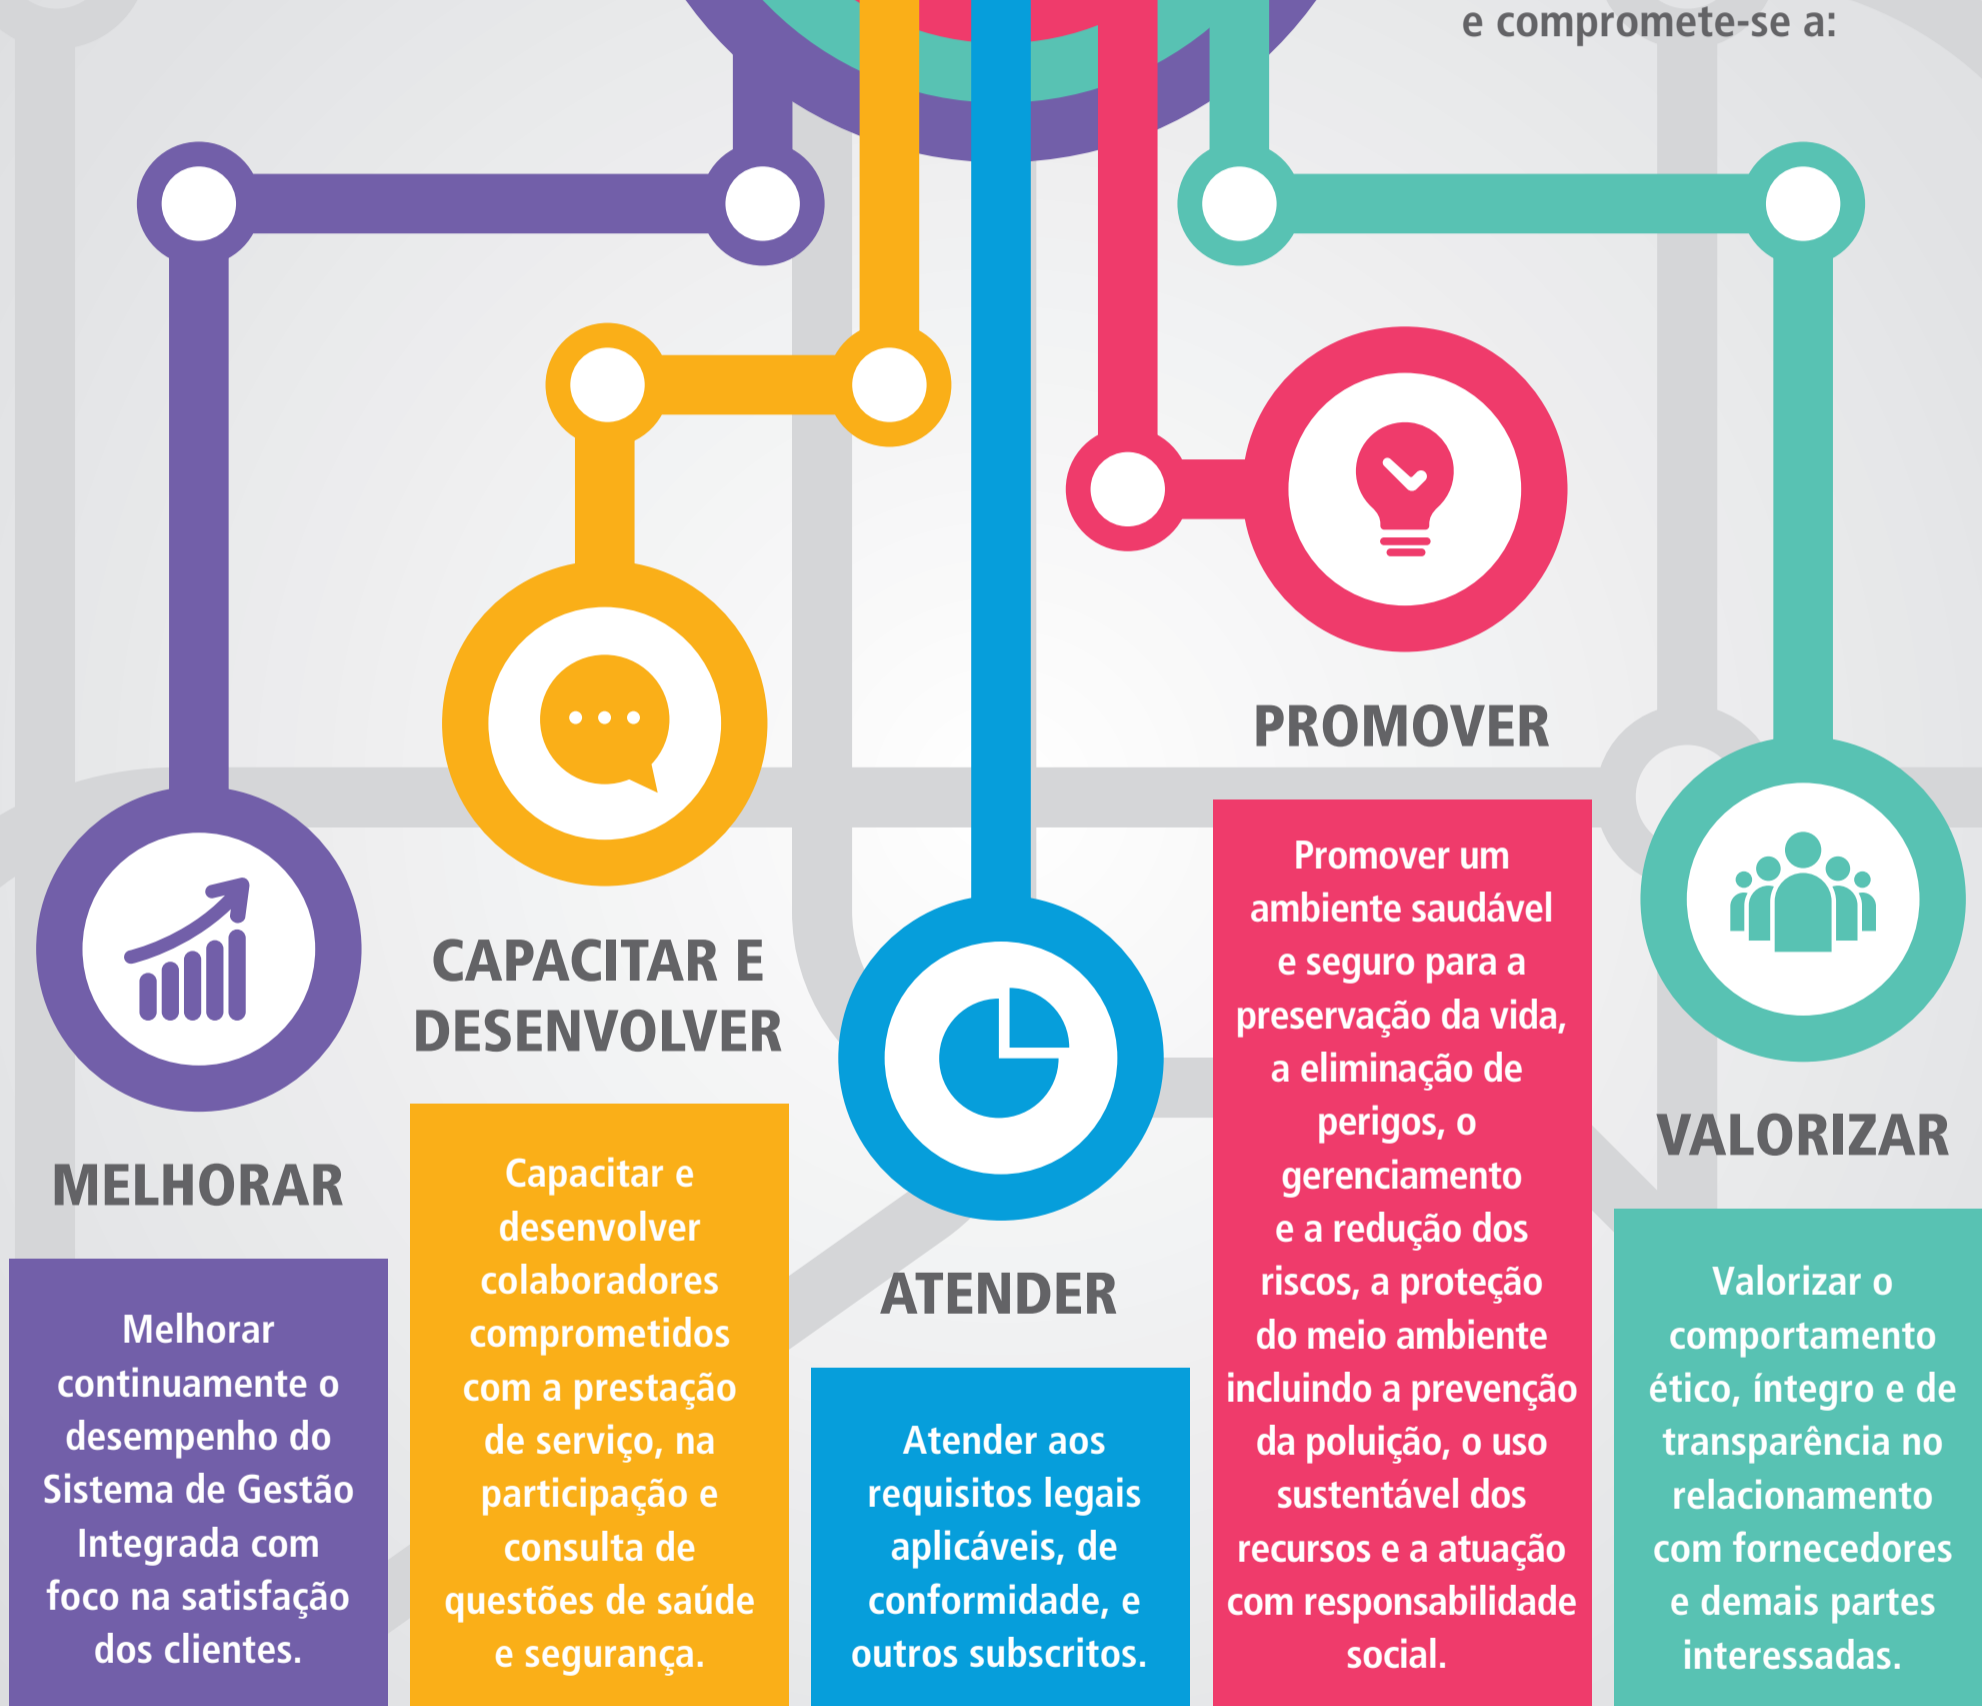 e compromete-se a:
MELHORAR
Melhorar
continuamente o
desempenho do
Sistema de Gestão
Integrada com
foco na satisfação
dos clientes.
CAPACITAR E
DESENVOLVER
Capacitar e
desenvolver
colaboradores
comprometidos
com a prestação
de serviço, na
participação e
consulta de
questões de saúde
e segurança.
ATENDER
Atender aos
requisitos legais
aplicáveis, de
conformidade, e
outros subscritos.
PROMOVER
Promover um
ambiente saudável
e seguro para a
preservação da vida,
a eliminação de
perigos, o
gerenciamento
e a redução dos
riscos, a proteção
do meio ambiente
incluindo a prevenção
da poluição, o uso
sustentável dos
recursos e a atuação
com responsabilidade
social.
VALORIZAR
Valorizar o
comportamento
ético, íntegro e de
transparência no
relacionamento
com fornecedores
e demais partes
interessadas.